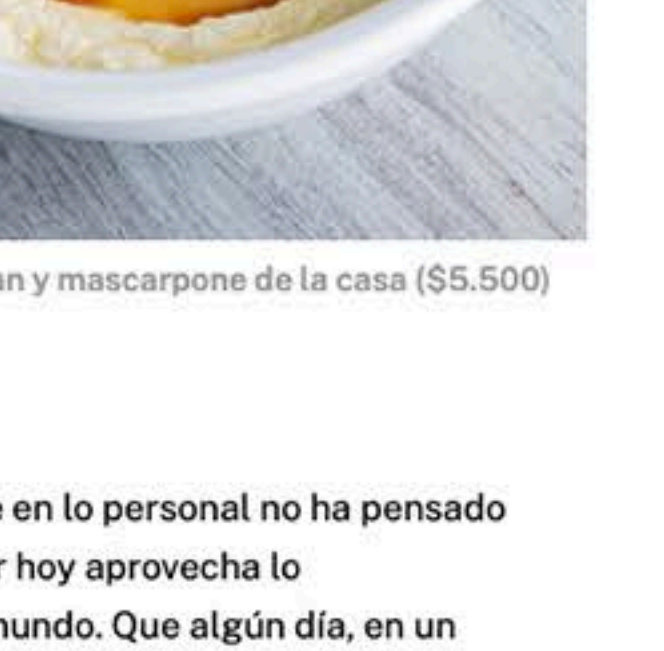 y mascarpone de la casa ($5.500)
en lo personal no ha pensado
hoy aprovecha lo
mundo. Que algún día, en un